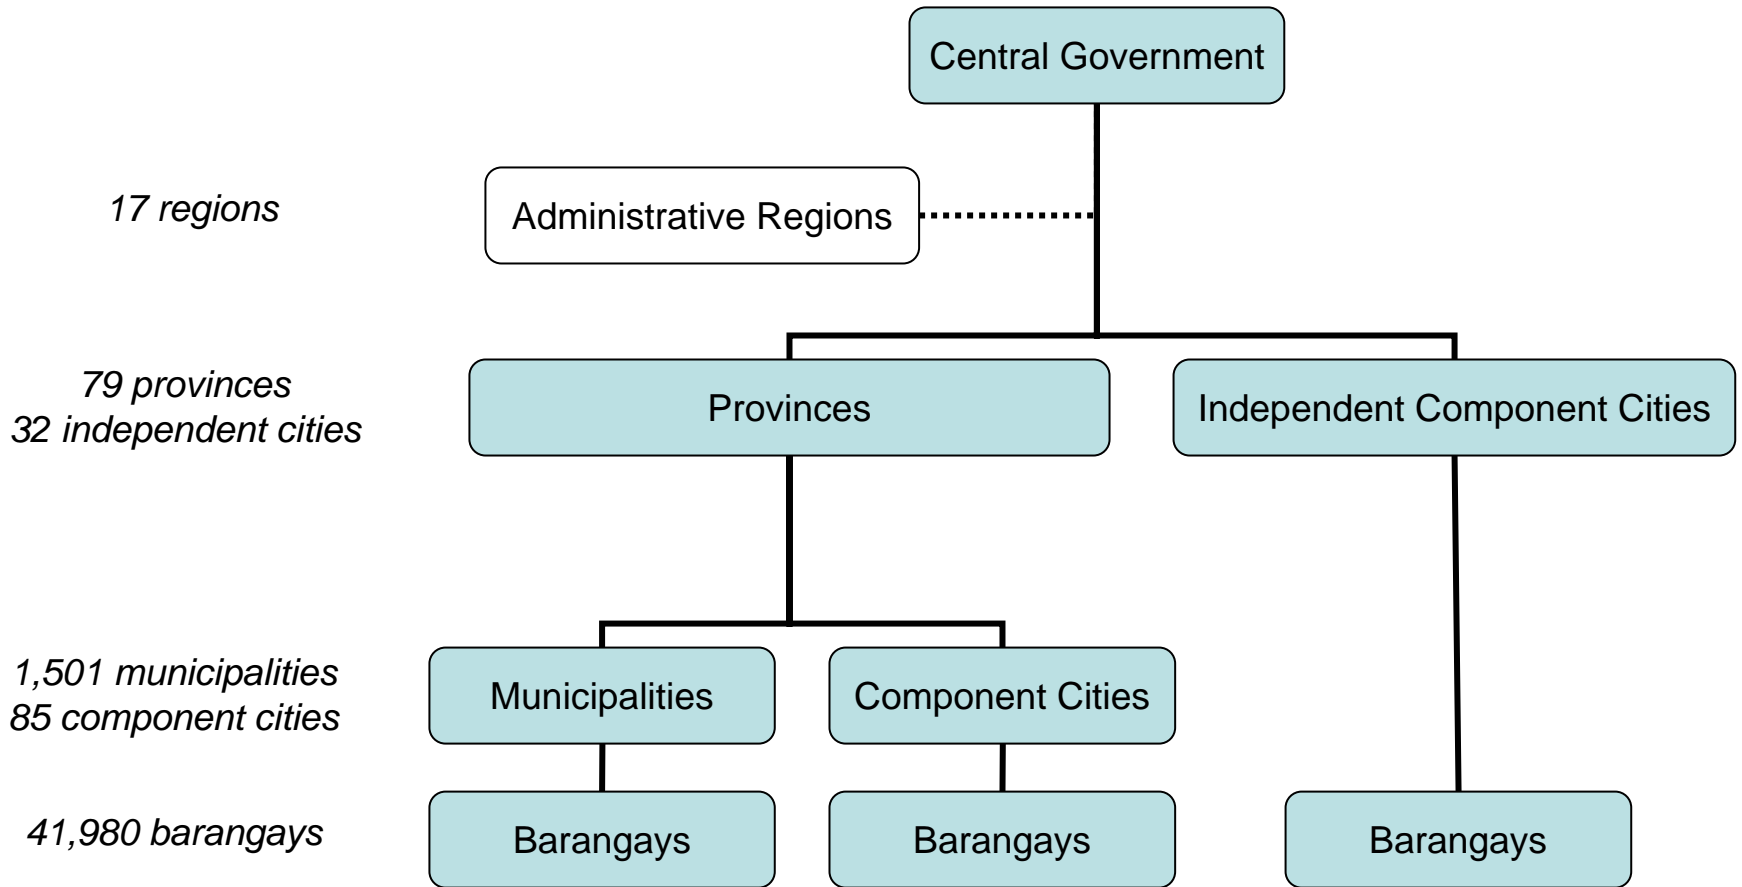 Central Government
17 regions
Administrative Regions
79 provinces
32 independent cities
Provinces
Independent Component Cities
1,501 municipalities
85 component cities
Municipalities
Component Cities
41,980 barangays
Barangays
Barangays
Barangays